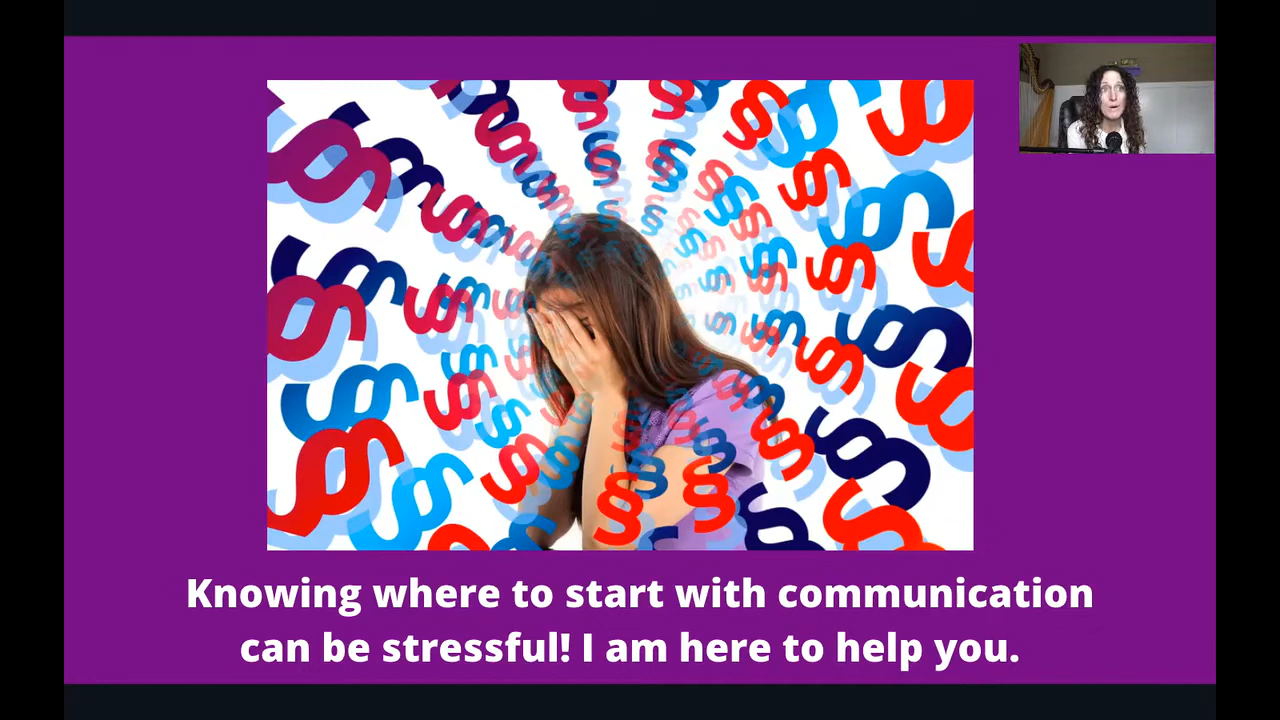 Knowing where to start with communication
can be stressful! I am here to help you.